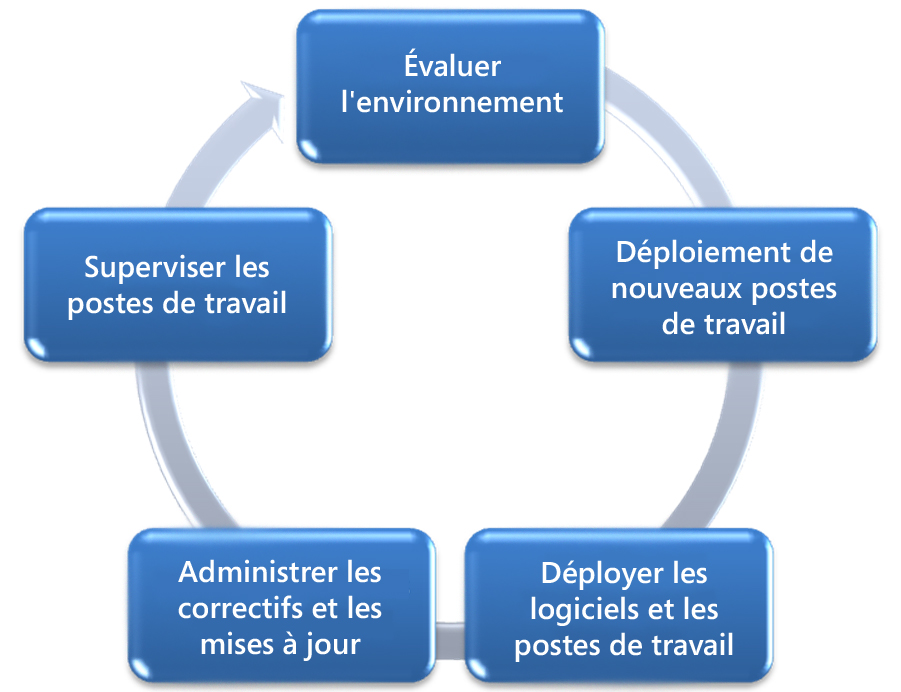 Évaluer
l'environnement
Déploiement de
nouveaux postes
de travail
Déployer les
logiciels et les
postes de travail
Administrer les
correctifs et les
mises à jour
Superviser les
postes de travail